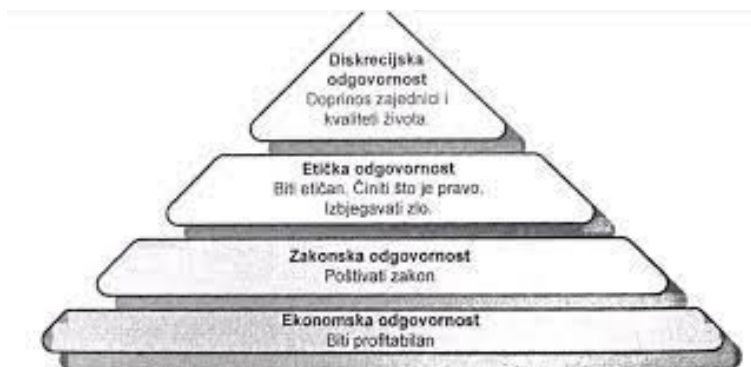 Diskrecijska
odgovornost
Doprinos zajednici i
kvaliteti života.
Etička odgovornost
Biti etičan. Činiti što je pravo.
Izbjegavati zlo.
Zakonska odgovornost
Poštivati zakon
Ekonomska odgovornost
Biti profitabilan